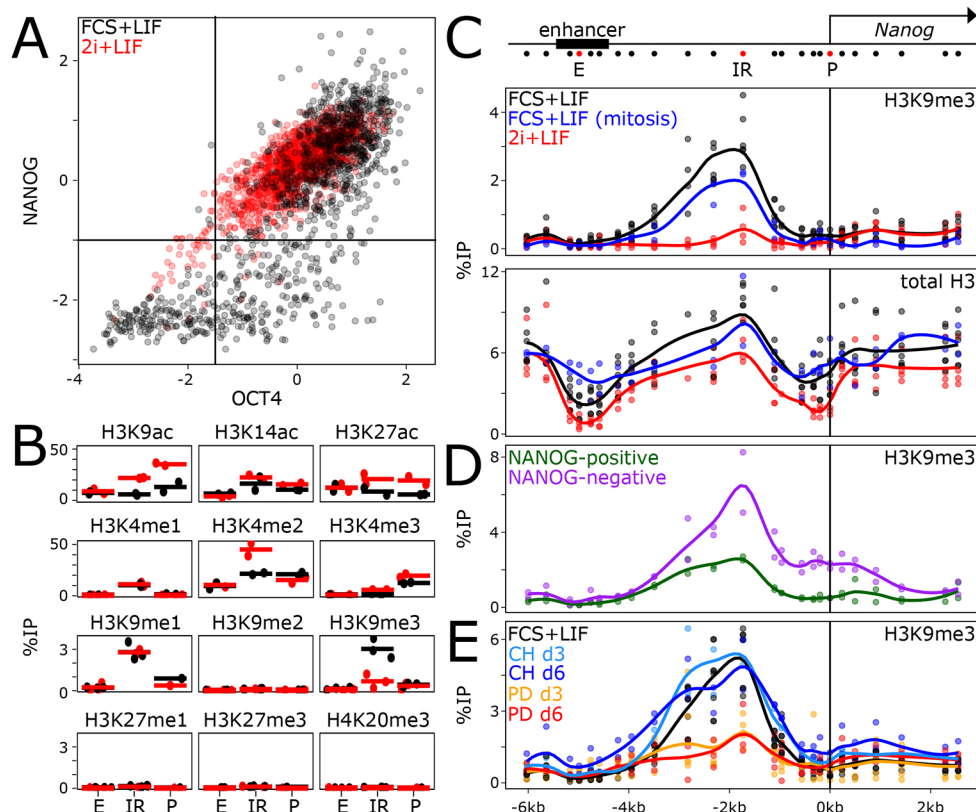 A
FCS+LIF
2i+LIF
NANOG
2
0
-2
-4
-2
0
2
OCT4
B
H3K9ac
H3K14ac
H3K27ac
50
0
H3K4me1
H3K4me2
H3K4me3
50
0
%IP
H3K9me1
H3K9me2
H3K9me3
3
0
H3K27me1
H3K27me3
H4K20me3
3
0
E
IR
P
E
IR
P
E
IR
P
C
enhancer
Nanog
E
IR
P
FCS+LIF
FCS+LIF (mitosis)
2i+LIF
H3K9me3
4
2
0
%IP
total H3
12
6
0
D
NANOG-positive
NANOG-negative
H3K9me3
8
4
0
%IP
E
FCS+LIF
CH d3
CH d6
PD d3
PD d6
H3K9me3
6
3
0
%IP
-6kb
-4kb
-2kb
0kb
2kb